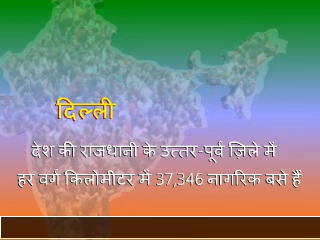 दिल्ली
देश की राजधानी के उत्तर-पूर्व ज़िले में
हर वर्ग किलोमीटर में 37,346 नागरिक बसे हैं